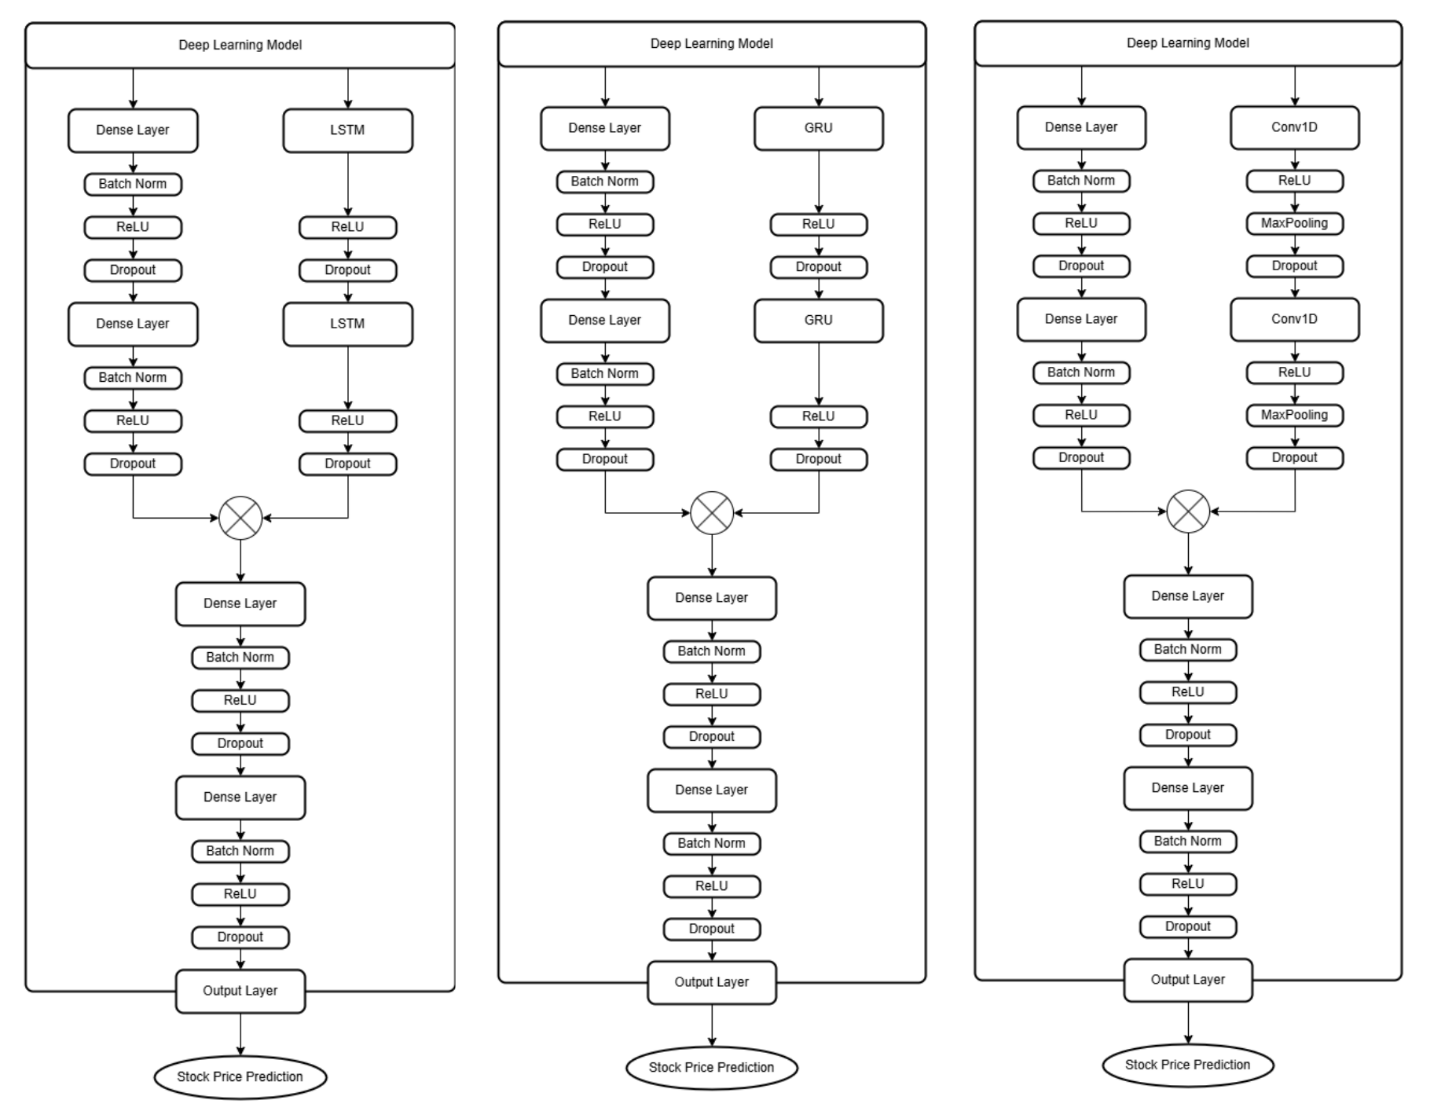 Deep Learning Model
Dense Layer
Batch Norm
ReLU
Dropout
Dense Layer
Batch Norm
ReLU
Dropout
LSTM
ReLU
Dropout
LSTM
ReLU
Dropout
Dense Layer
Batch Norm
ReLU
Dropout
Dense Layer
Batch Norm
ReLU
Dropout
Output Layer
Stock Price Prediction
Deep Learning Model
Dense Layer
Batch Norm
ReLU
Dropout
Dense Layer
Batch Norm
ReLU
Dropout
GRU
ReLU
Dropout
GRU
ReLU
Dropout
Dense Layer
Batch Norm
ReLU
Dropout
Dense Layer
Batch Norm
ReLU
Dropout
Output Layer
Stock Price Prediction
Deep Learning Model
Dense Layer
Batch Norm
ReLU
Dropout
Dense Layer
Batch Norm
ReLU
Dropout
Conv1D
ReLU
MaxPooling
Dropout
Conv1D
ReLU
MaxPooling
Dropout
Dense Layer
Batch Norm
ReLU
Dropout
Dense Layer
Batch Norm
ReLU
Dropout
Output Layer
Stock Price Prediction